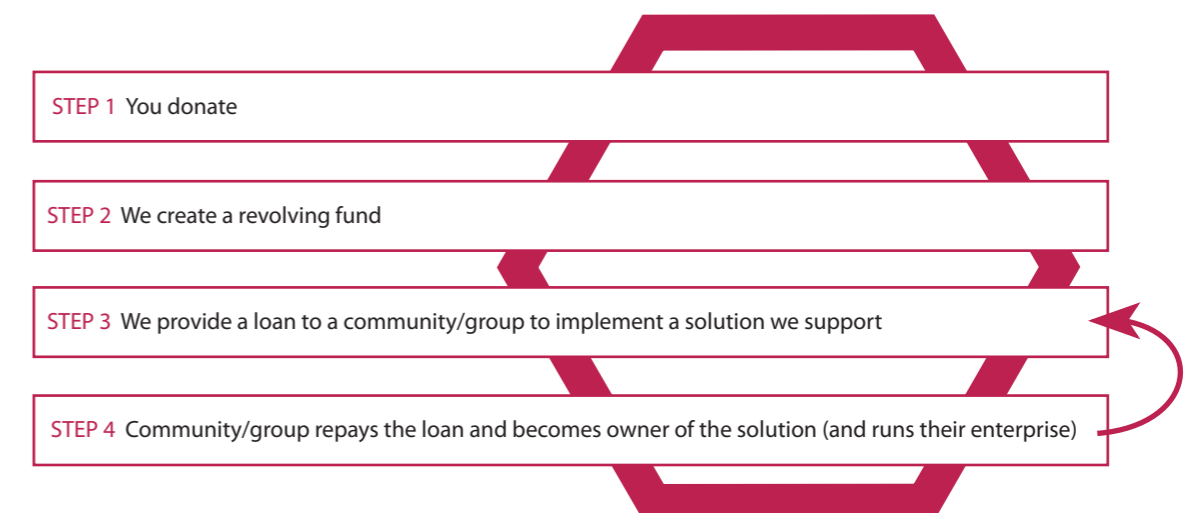 STEP 1 You donate
STEP 2 We create a revolving fund
STEP 3 We provide a loan to a community/group to implement a solution we support
STEP 4 Community/group repays the loan and becomes owner of the solution (and runs their enterprise)